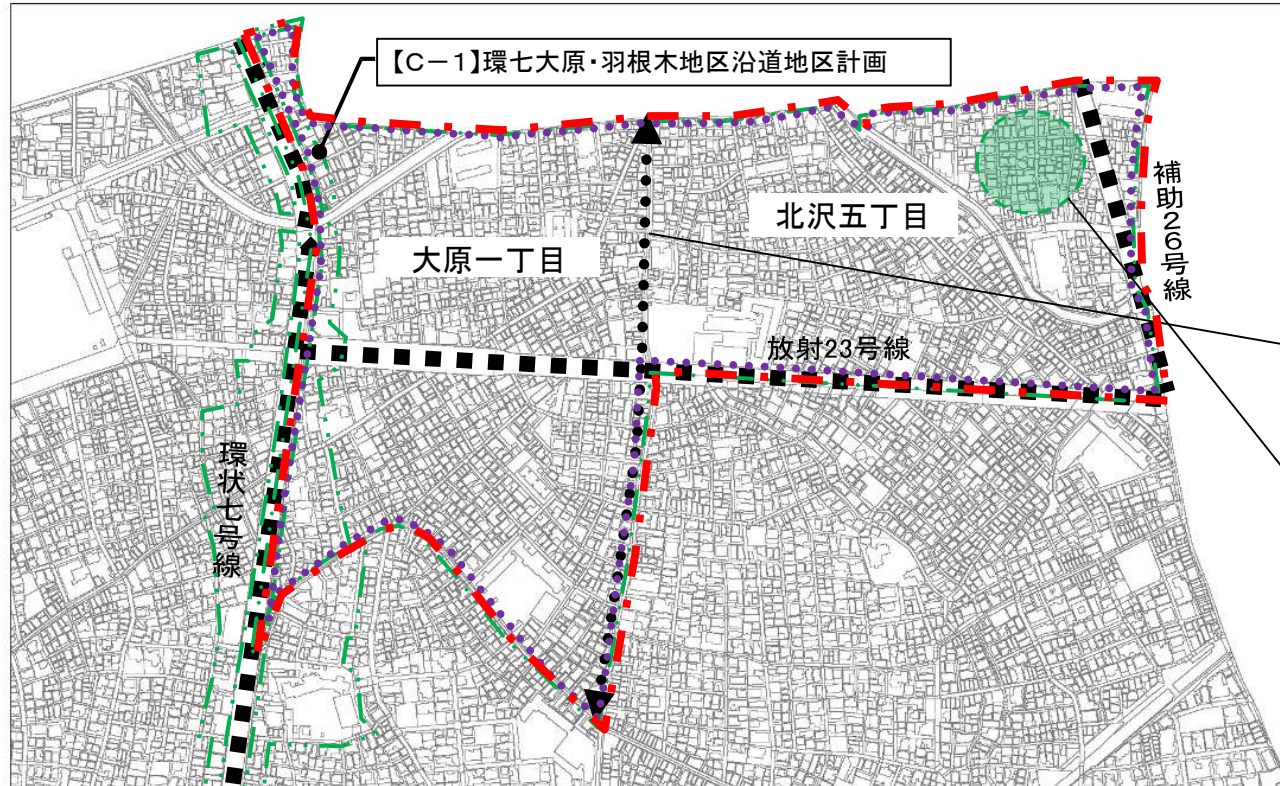 【C－1】環七大原・羽根木地区沿道地区計画
補助26号線
北沢五丁目
大原一丁目
放射23号線
環状七号線